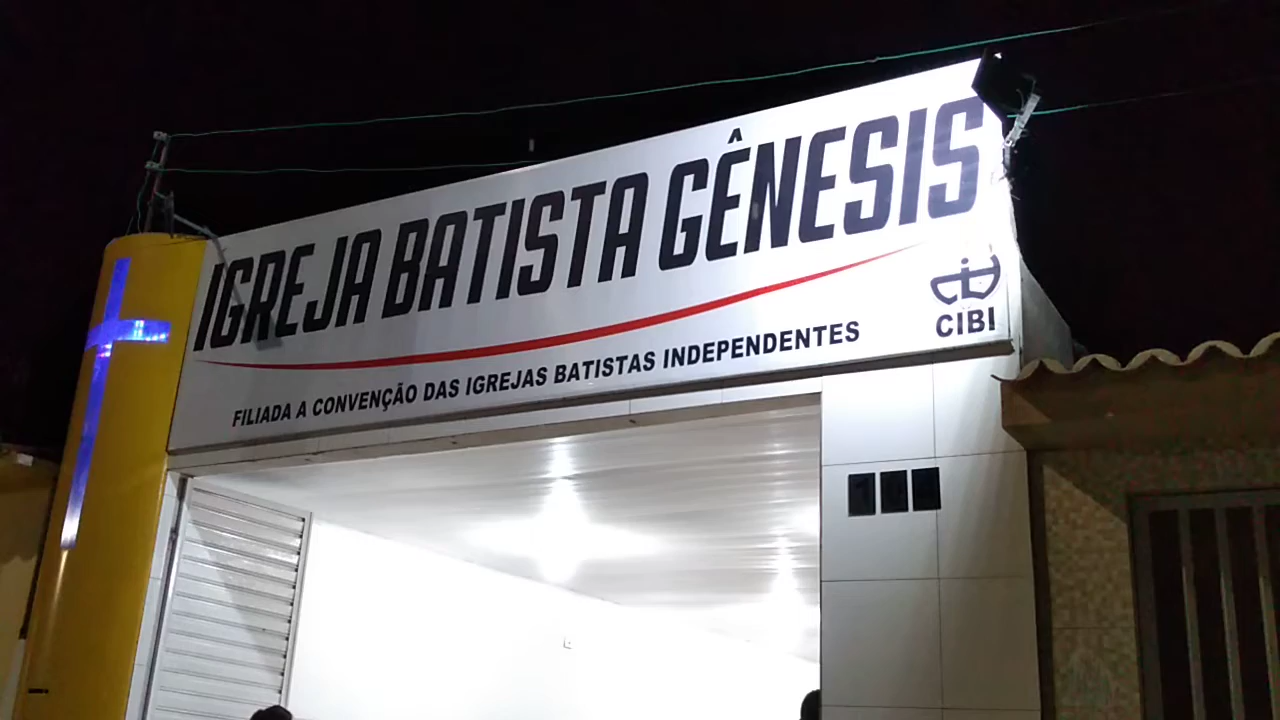 IGREJA BATISTA GÊNESIS
FILIADA A CONVENÇÃO DAS IGREJAS BATISTAS INDEPENDENTES
CIBI